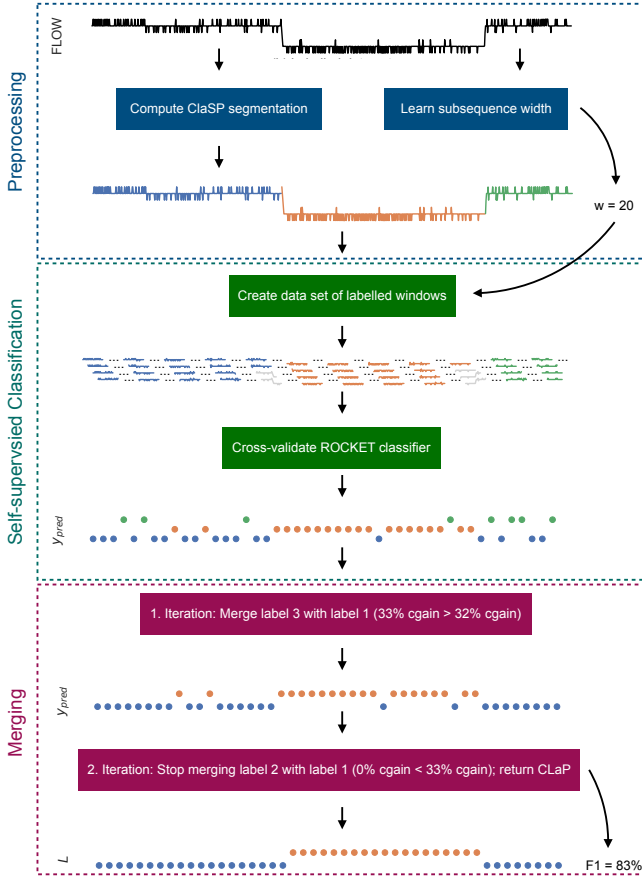 Preprocessing
FLOW
Compute ClaSP segmentation
Learn subsequence width
w = 20
Self-supervsied Classification
Create data set of labelled windows
Cross-validate ROCKET classifier
y_pred
Merging
1. Iteration: Merge label 3 with label 1 (33% cgain > 32% cgain)
y_pred
2. Iteration: Stop merging label 2 with label 1 (0% cgain < 33% cgain); return CLaP
L
F1 = 83%